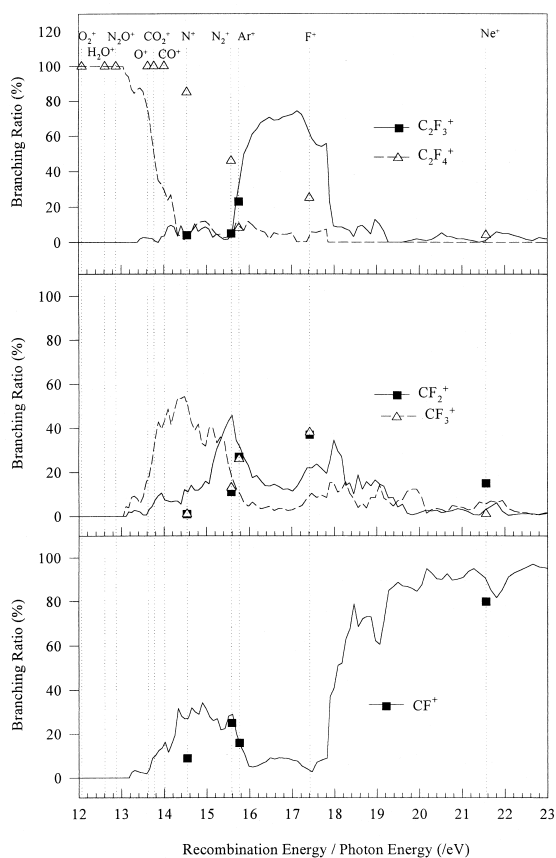 O₂⁺ N₂O⁺ CO₂⁺ N⁺ N₂⁺ Ar⁺ F⁺ Ne⁺
H₂O⁺ O⁺ CO⁺
100
80
60
40
20
0
Branching Ratio (%)
C₂F₃⁺
C₂F₄⁺
100
80
60
40
20
0
Branching Ratio (%)
CF₂⁺
CF₃⁺
100
80
60
40
20
0
Branching Ratio (%)
CF⁺
12 13 14 15 16 17 18 19 20 21 22 23
Recombination Energy / Photon Energy (/eV)